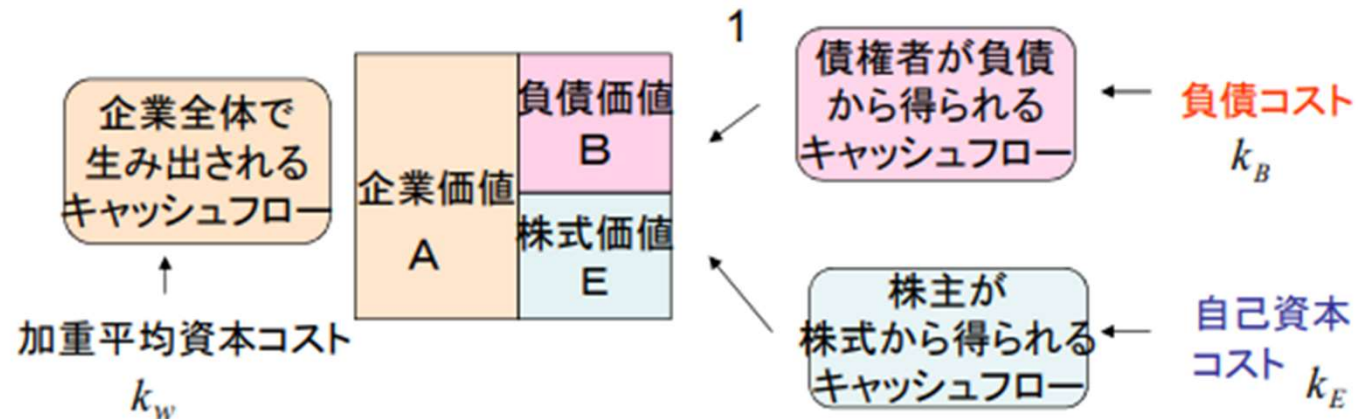 企業全体で
生み出される
キャッシュフロー
加重平均資本コスト
k_w
企業価値
A
負債価値
B
株式価値
E
1
債権者が負債
から得られる
キャッシュフロー
負債コスト
k_B
株主が
株式から得られる
キャッシュフロー
自己資本
コスト k_E